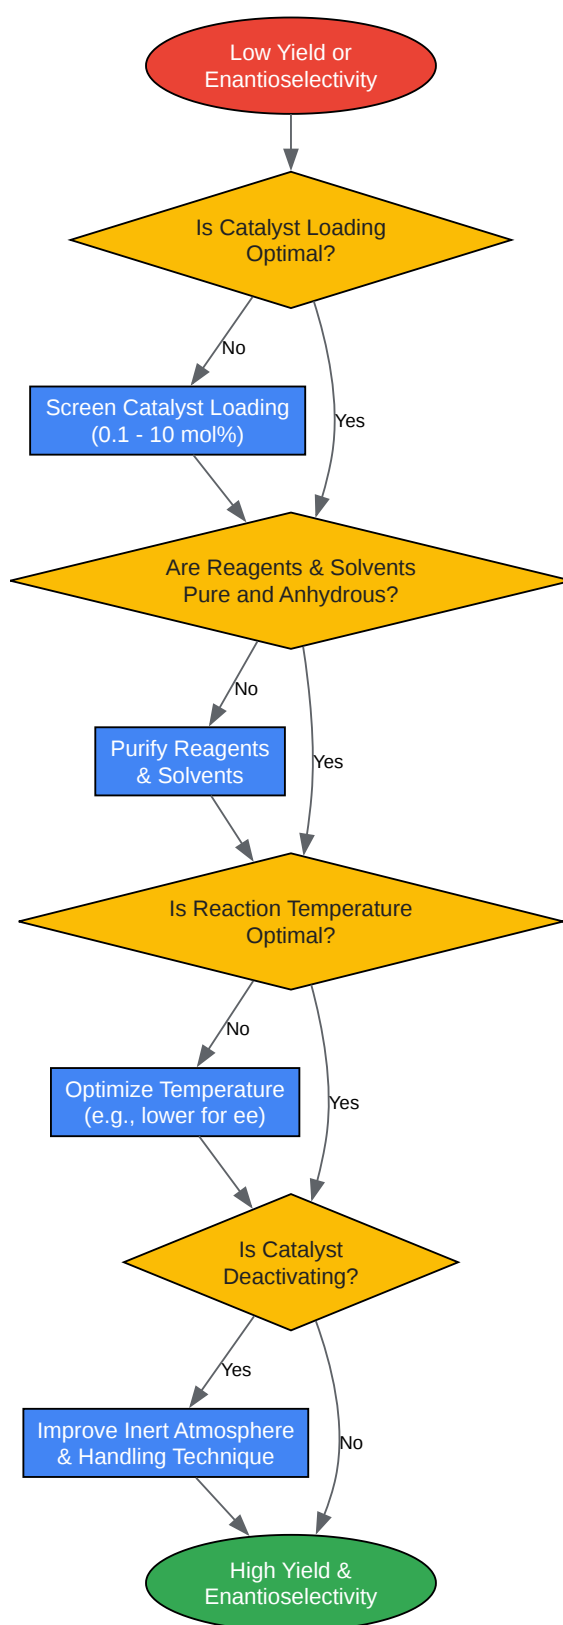 Low Yield or
Enantioselectivity
Is Catalyst Loading
Optimal?
No
Screen Catalyst Loading
(0.1 - 10 mol%)
Yes
Are Reagents & Solvents
Pure and Anhydrous?
No
Purify Reagents
& Solvents
Yes
Is Reaction Temperature
Optimal?
No
Optimize Temperature
(e.g., lower for ee)
Yes
Is Catalyst
Deactivating?
Yes
Improve Inert Atmosphere
& Handling Technique
No
High Yield &
Enantioselectivity